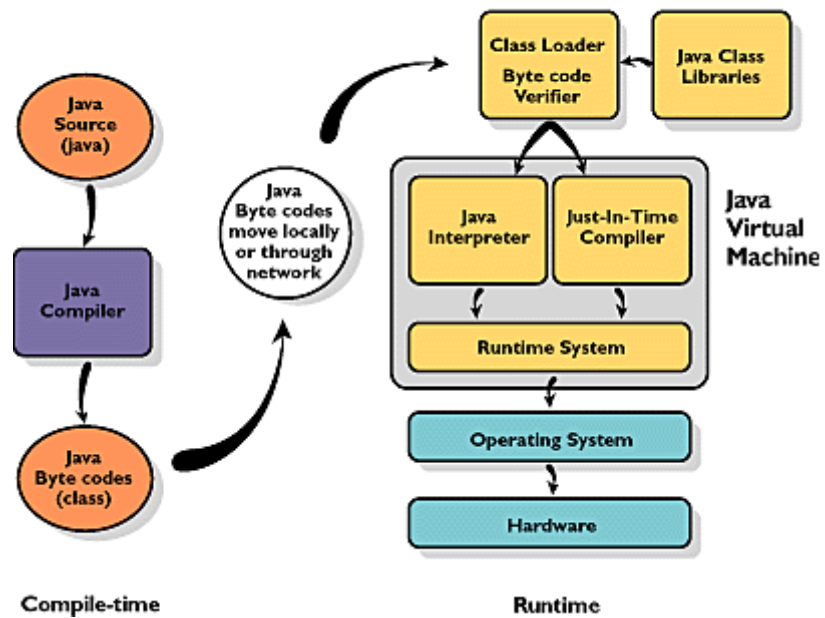 Java
Source
(java)
Java
Compiler
Java
Byte codes
(class)
Compile-time
Java
Byte codes
move locally
or through
network
Class Loader
Byte code
Verifier
Java Class
Libraries
Java
Interpreter
Just-In-Time
Compiler
Runtime System
Java
Virtual
Machine
Operating System
Hardware
Runtime